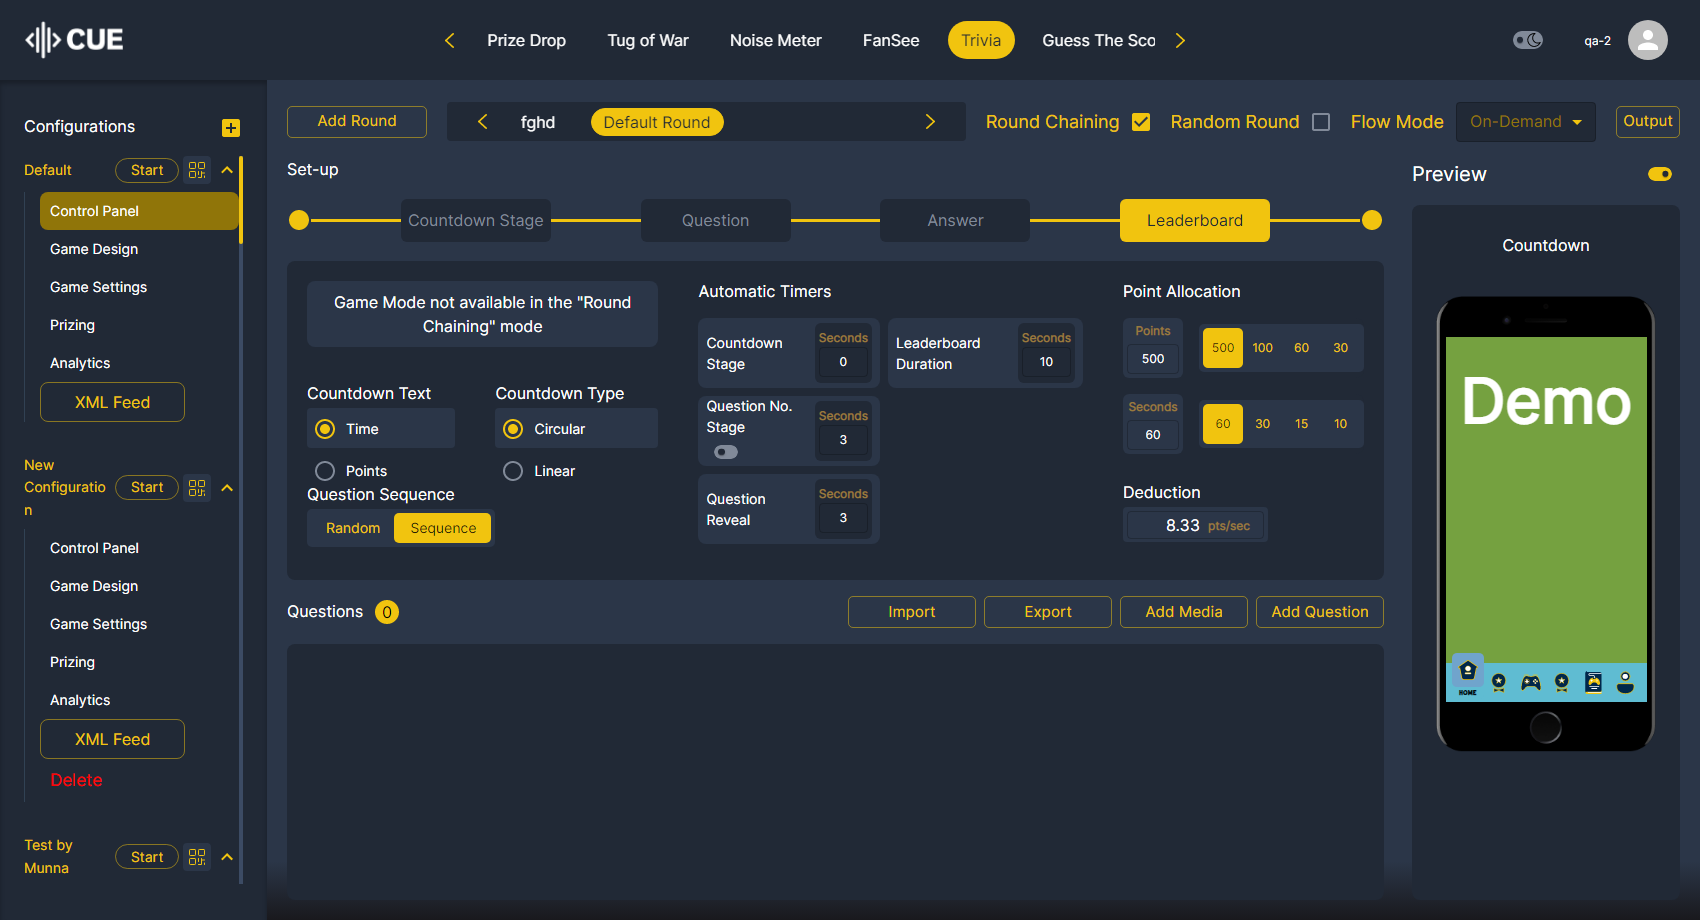 CUE
Prize Drop
Tug of War
Noise Meter
FanSee
Trivia
Guess The Sco
qa-2
Configurations
Default
Start
Control Panel
Game Design
Game Settings
Prizing
Analytics
XML Feed
New
Configuratio
n
Start
Control Panel
Game Design
Game Settings
Prizing
Analytics
XML Feed
Delete
Test by
Munna
Start
Add Round
fghd
Default Round
Round Chaining
Random Round
Flow Mode
On-Demand
Output
Set-up
Countdown Stage
Question
Answer
Leaderboard
Game Mode not available in the "Round
Chaining" mode
Countdown Text
Time
Points
Countdown Type
Circular
Linear
Question Sequence
Random
Sequence
Automatic Timers
Countdown
Stage
Seconds
0
Leaderboard
Duration
Seconds
10
Question No.
Stage
Seconds
3
Question
Reveal
Seconds
3
Point Allocation
Points
500
500
100
60
30
Seconds
60
60
30
15
10
Deduction
8.33 pts/sec
Questions
0
Import
Export
Add Media
Add Question
Preview
Countdown
Demo
HOME